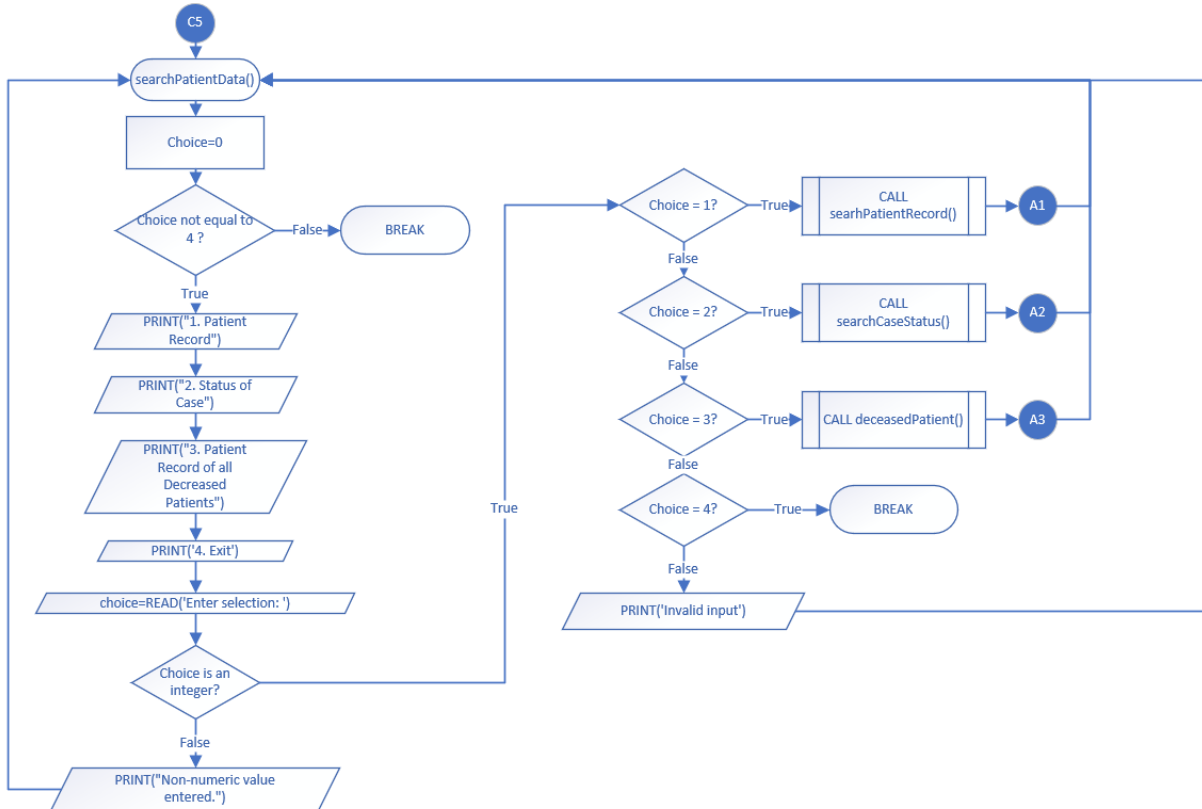 C5
searchPatientData()
Choice=0
Choice not equal to
4 ?
False
BREAK
True
PRINT("1. Patient
Record")
PRINT("2. Status of
Case")
PRINT("3. Patient
Record of all
Decreased
Patients")
PRINT('4. Exit')
choice=READ('Enter selection: ')
Choice is an
integer?
False
PRINT("Non-numeric value
entered.")
True
Choice = 1?
True
CALL
searhPatientRecord()
A1
False
Choice = 2?
True
CALL
searchCaseStatus()
A2
False
Choice = 3?
True
CALL deceasedPatient()
A3
False
Choice = 4?
True
BREAK
False
PRINT('Invalid input')